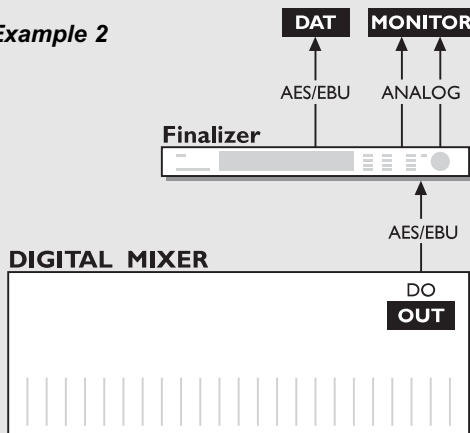 Example 2
DAT MONITOR
AES/EBU ANALOG
Finalizer
AES/EBU
DIGITAL MIXER
DO
OUT